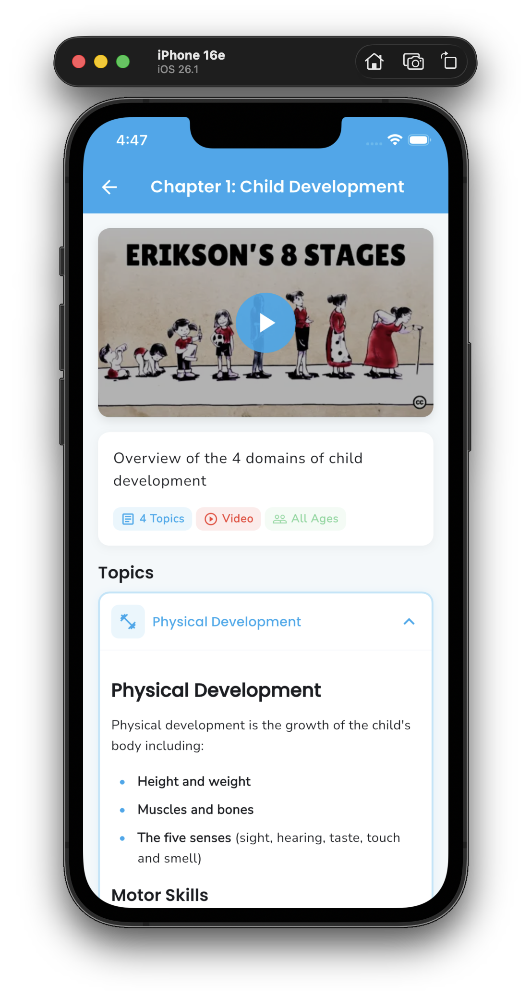 iPhone 16e
iOS 26.1
4:47
Chapter 1: Child Development
ERIKSON'S 8 STAGES
cc
Overview of the 4 domains of child
development
4 Topics
Video
All Ages
Topics
Physical Development
Physical Development
Physical development is the growth of the child's
body including:
Height and weight
Muscles and bones
The five senses (sight, hearing, taste, touch
and smell)
Motor Skills